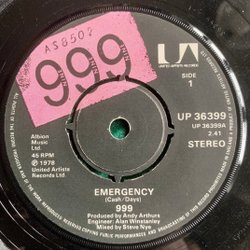 AS8502
999
UA
UNITED ARTISTS RECORDS
SIDE
1
Albion
Music
Ltd.
45 RPM
℗ 1978
United Artists
Records Ltd.
UP 36399
UP 36399A
2.41
STEREO
EMERGENCY
(Cash / Days)
999
Produced by Andy Arthurs
Engineer: Alan Winstanley
Mixed by Steve Nye